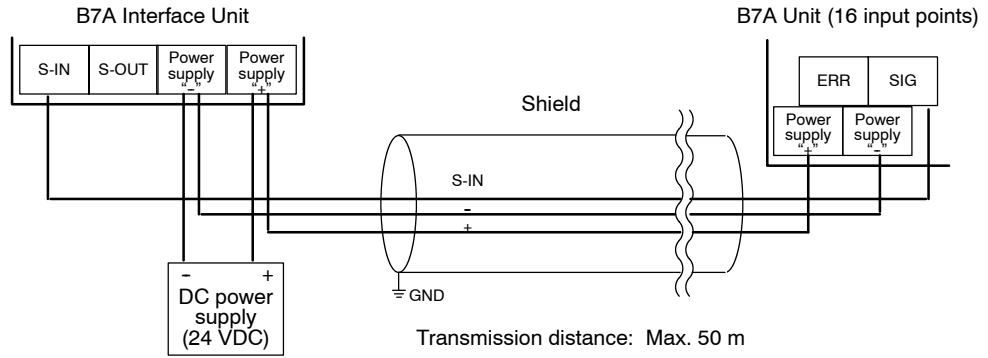 B7A Interface Unit
B7A Unit (16 input points)
S-IN
S-OUT
Power
supply
“–”
Power
supply
“+”
ERR
SIG
Power
supply
“+”
Power
supply
“–”
Shield
S-IN
–
+
– +
DC power
supply
(24 VDC)
GND
Transmission distance: Max. 50 m